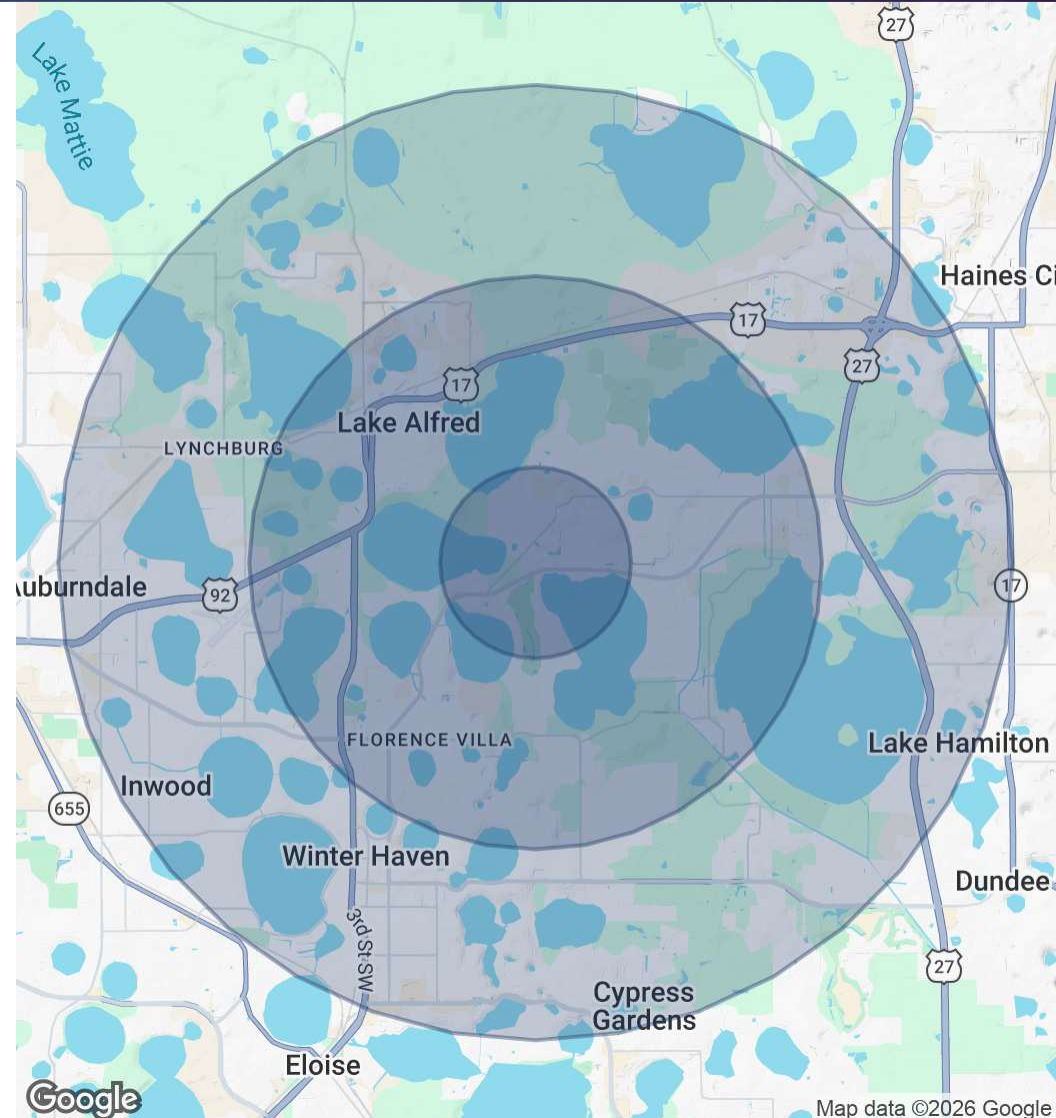 27
Lake Mattie
Haines Ci
17
27
17
Lake Alfred
LYNCHBURG
17
Auburndale
92
Lake Hamilton
FLORENCE VILLA
Inwood
655
Winter Haven
Dundee
3rd St SW
27
Cypress
Gardens
Eloise
Google
Map data ©2026 Google